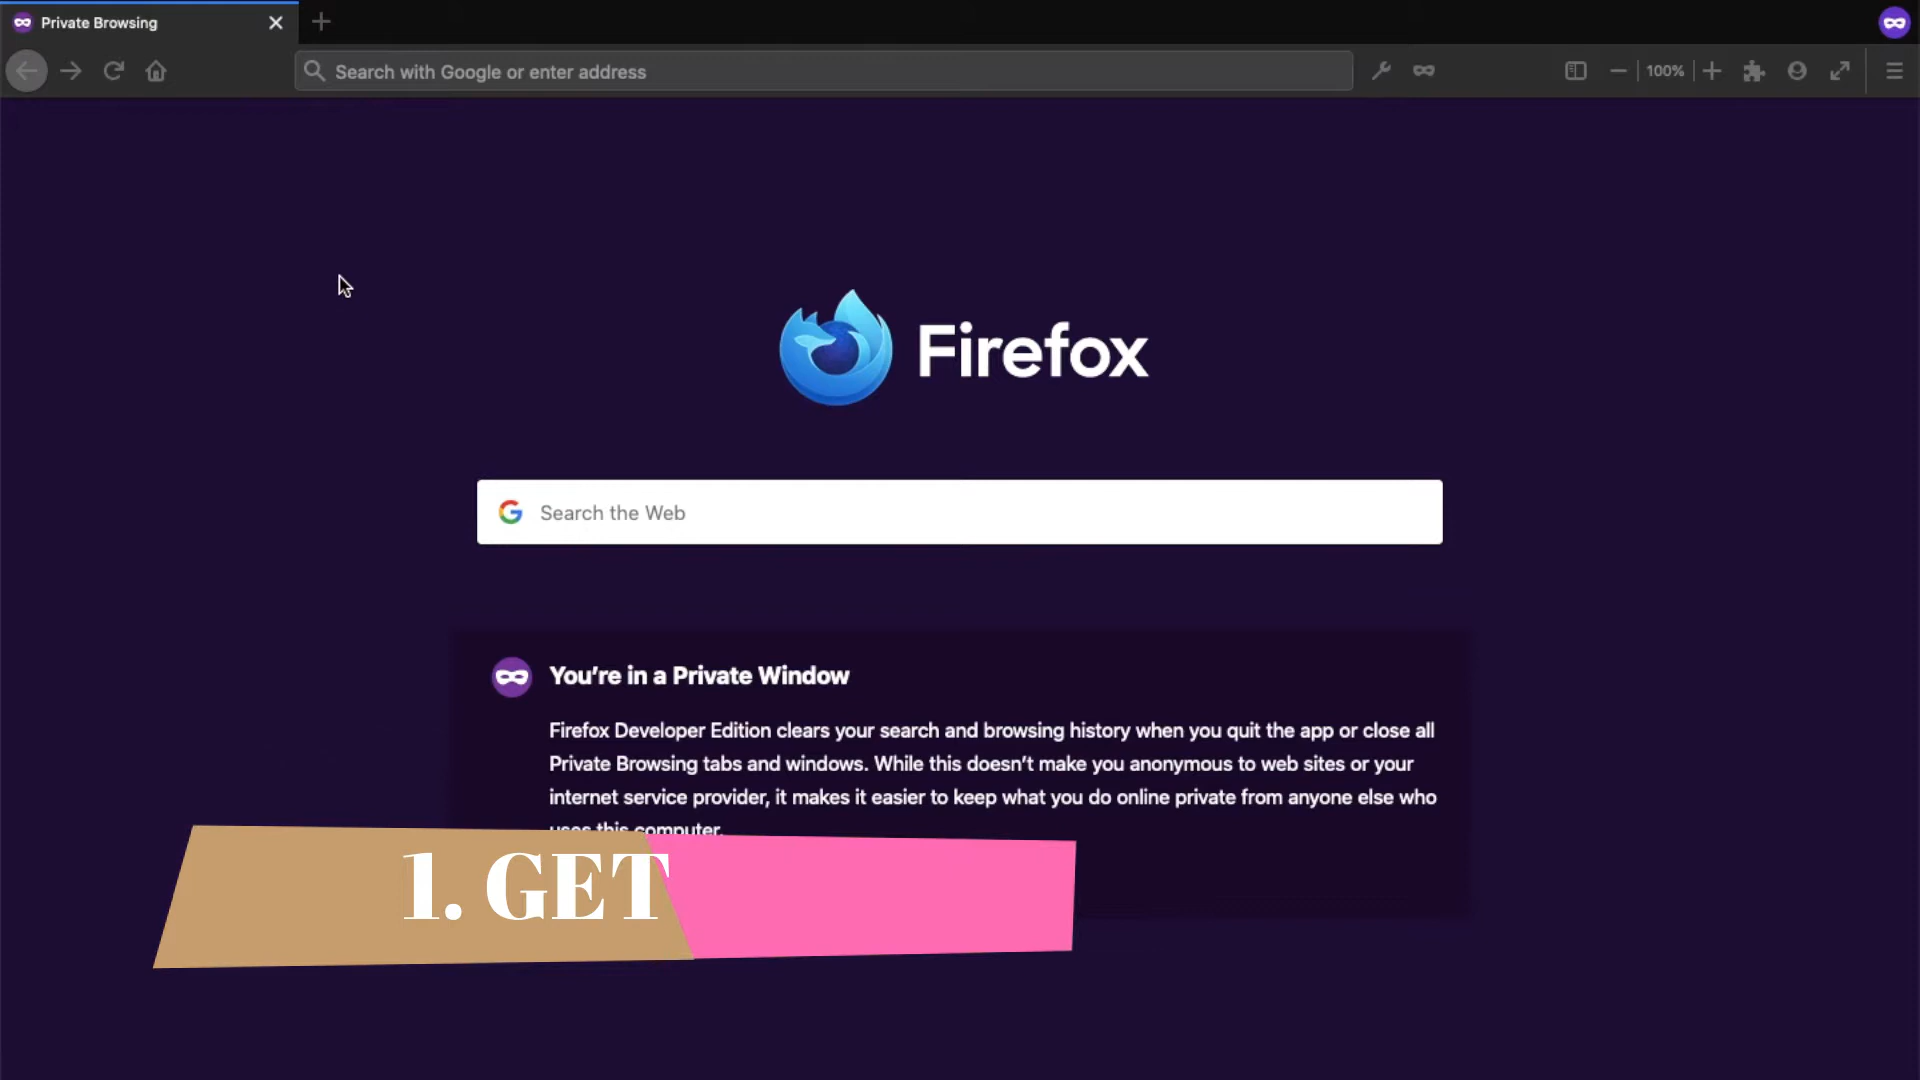 Private Browsing
Search with Google or enter address
100%
Firefox
Search the Web
You’re in a Private Window
Firefox Developer Edition clears your search and browsing history when you quit the app or close all
Private Browsing tabs and windows. While this doesn’t make you anonymous to web sites or your
internet service provider, it makes it easier to keep what you do online private from anyone else who
uses this computer.
1. GET